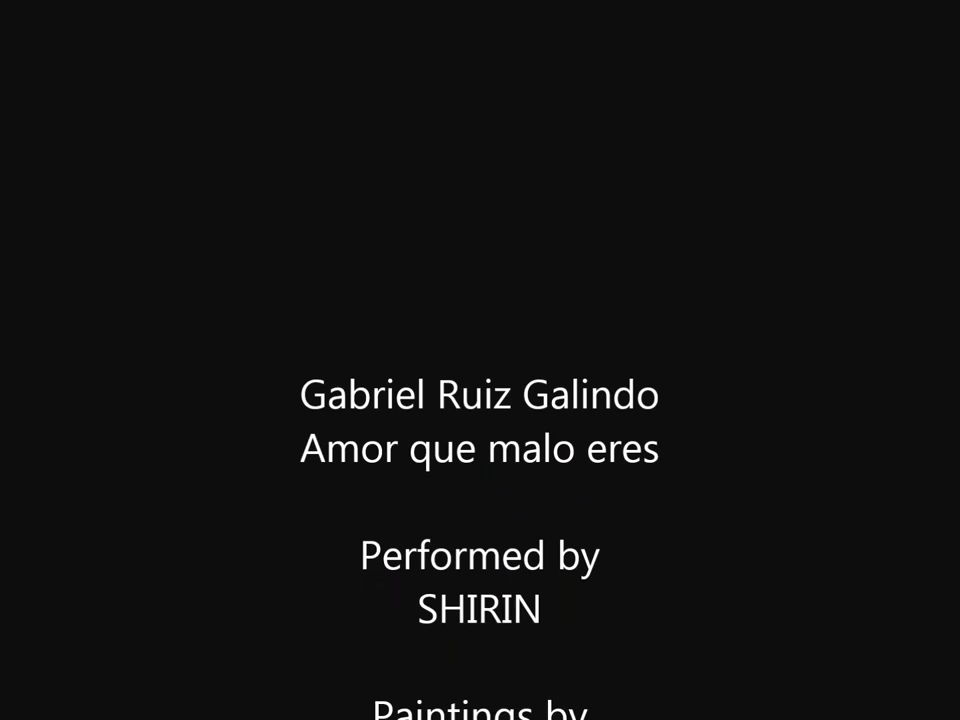 Gabriel Ruiz Galindo
Amor que malo eres
Performed by
SHIRIN
Paintings by